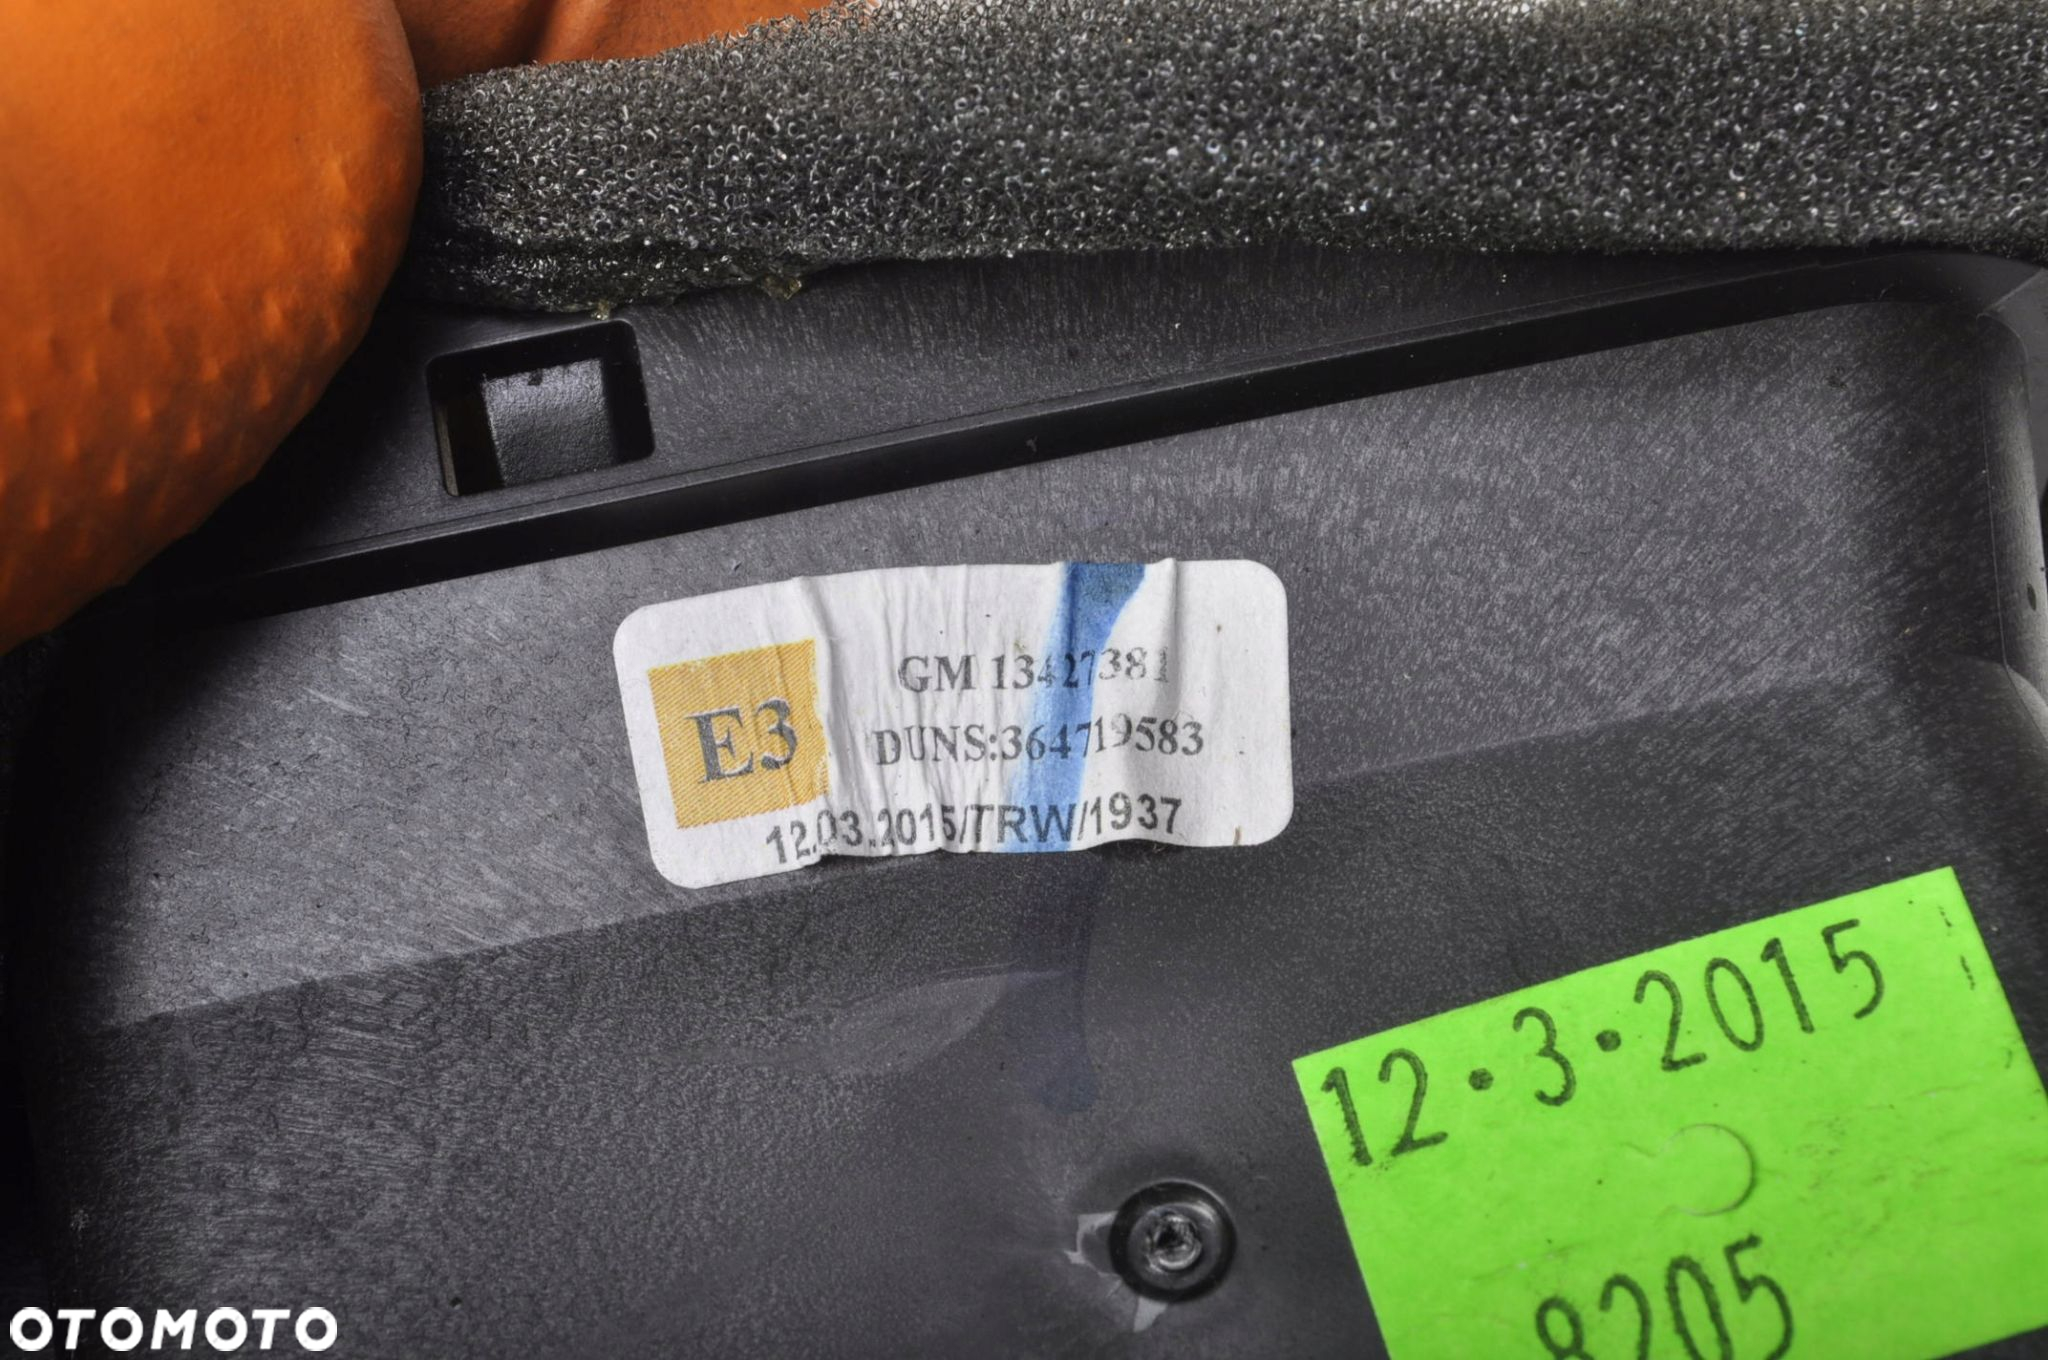 E3
GM 13427381
DUNS:364719583
12.03.2015/TRW/1937
12.3.2015
8205
OTOMOTO